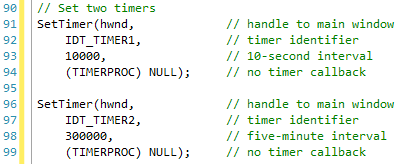 90 // Set two timers
91 SetTimer(hwnd, // handle to main window
92 IDT_TIMER1, // timer identifier
93 10000, // 10-second interval
94 (TIMERPROC) NULL); // no timer callback
95
96 SetTimer(hwnd, // handle to main window
97 IDT_TIMER2, // timer identifier
98 300000, // five-minute interval
99 (TIMERPROC) NULL); // no timer callback